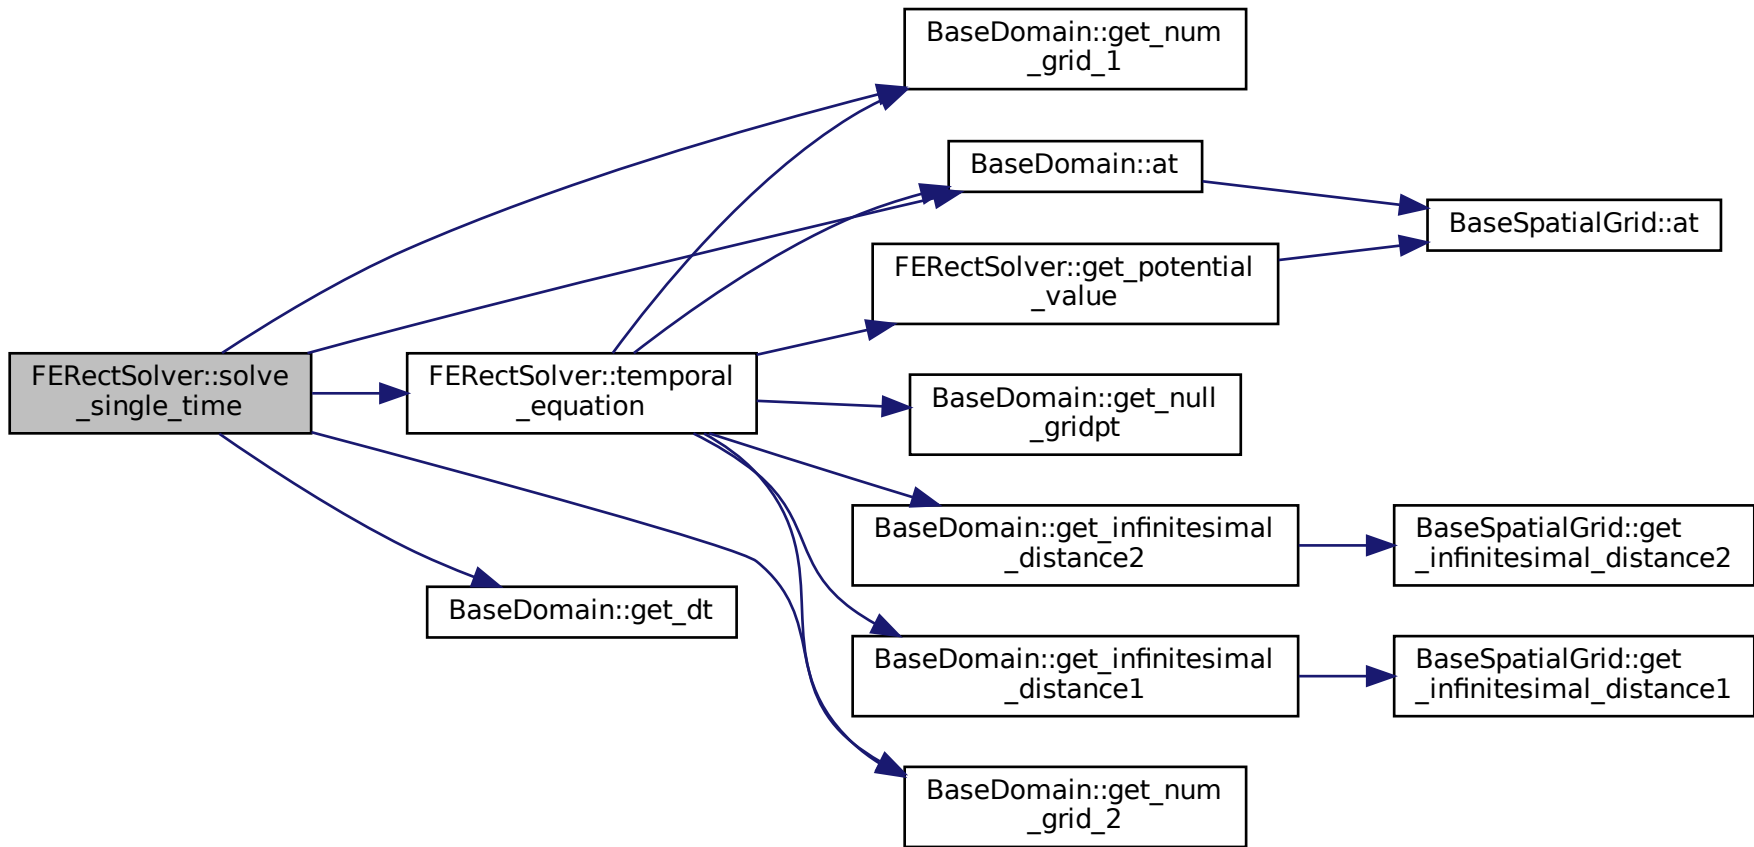 BaseDomain::get_num
_grid_1
BaseDomain::at
BaseSpatialGrid::at
FERectSolver::get_potential
_value
FERectSolver::solve
_single_time
FERectSolver::temporal
_equation
BaseDomain::get_null
_gridpt
BaseDomain::get_infinitesimal
_distance2
BaseSpatialGrid::get
_infinitesimal_distance2
BaseDomain::get_dt
BaseDomain::get_infinitesimal
_distance1
BaseSpatialGrid::get
_infinitesimal_distance1
BaseDomain::get_num
_grid_2